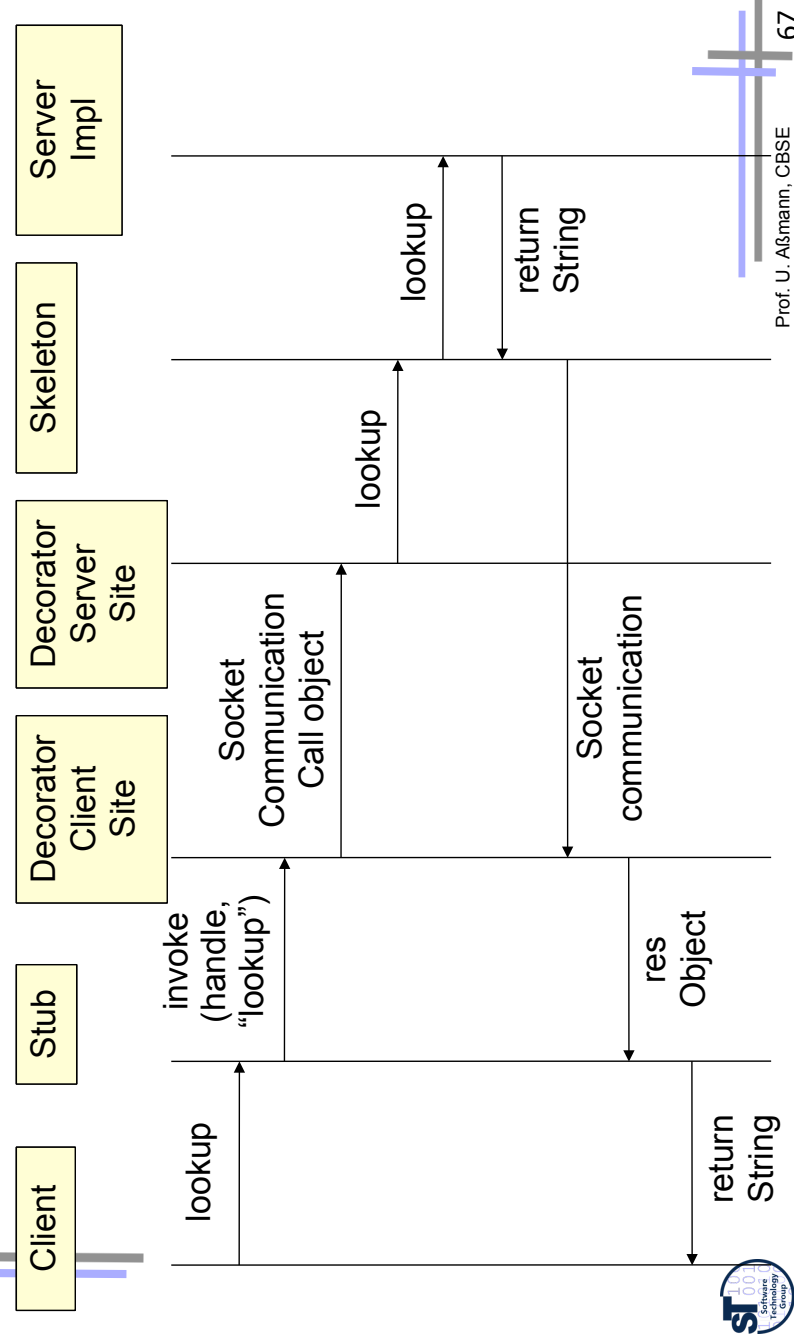 Client
Stub
Decorator
Client
Site
Decorator
Server
Site
Skeleton
Server
Impl
lookup
invoke
(handle,
“lookup”)
Socket
Communication
Call object
lookup
lookup
return
String
Socket
communication
res
Object
return
String
ST
Software
Technology
Group
Prof. U. Aßmann, CBSE
67